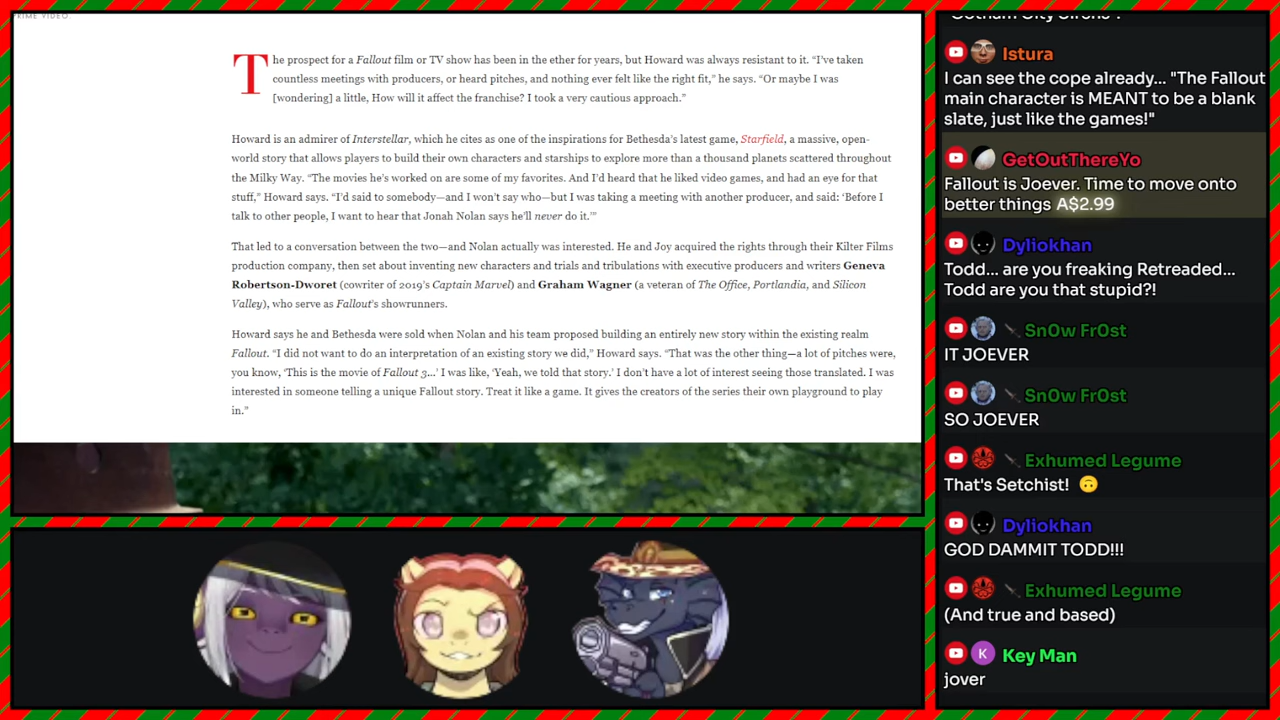 PRIME VIDEO
The prospect for a Fallout film or TV show has been in the ether for years, but Howard was always resistant to it. “I’ve taken
countless meetings with producers, or heard pitches, and nothing ever felt like the right fit,” he says. “Or maybe I was
[wondering] a little, How will it affect the franchise? I took a very cautious approach.”
Howard is an admirer of Interstellar, which he cites as one of the inspirations for Bethesda’s latest game, Starfield, a massive, open-
world story that allows players to build their own characters and starships to explore more than a thousand planets scattered throughout
the Milky Way. “The movies he’s worked on are some of my favorites. And I’d heard that he liked video games, and had an eye for that
stuff,” Howard says. “I’d said to somebody—and I won’t say who—but I was taking a meeting with another producer, and said: ‘Before I
talk to other people, I want to hear that Jonah Nolan says he’ll never do it.’”
That led to a conversation between the two—and Nolan actually was interested. He and Joy acquired the rights through their Kilter Films
production company, then set about inventing new characters and trials and tribulations with executive producers and writers Geneva
Robertson-Dworet (cowriter of 2019’s Captain Marvel) and Graham Wagner (a veteran of The Office, Portlandia, and Silicon
Valley), who serve as Fallout’s showrunners.
Howard says he and Bethesda were sold when Nolan and his team proposed building an entirely new story within the existing realm
Fallout. “I did not want to do an interpretation of an existing story we did,” Howard says. “That was the other thing—a lot of pitches were,
you know, ‘This is the movie of Fallout 3...’ I was like, ‘Yeah, we told that story.’ I don’t have a lot of interest seeing those translated. I was
interested in someone telling a unique Fallout story. Treat it like a game. It gives the creators of the series their own playground to play
in.”
"Gotham City Sirens".
Istura
I can see the cope already... "The Fallout
main character is MEANT to be a blank
slate, just like the games!"
GetOutThereYo
Fallout is Joever. Time to move onto
better things A$2.99
Dyliokhan
Todd... are you freaking Retreaded...
Todd are you that stupid?!
Sn0w Fr0st
IT JOEVER
Sn0w Fr0st
SO JOEVER
Exhumed Legume
That's Setchist! 🙃
Dyliokhan
GOD DAMMIT TODD!!!
Exhumed Legume
(And true and based)
K
Key Man
jover